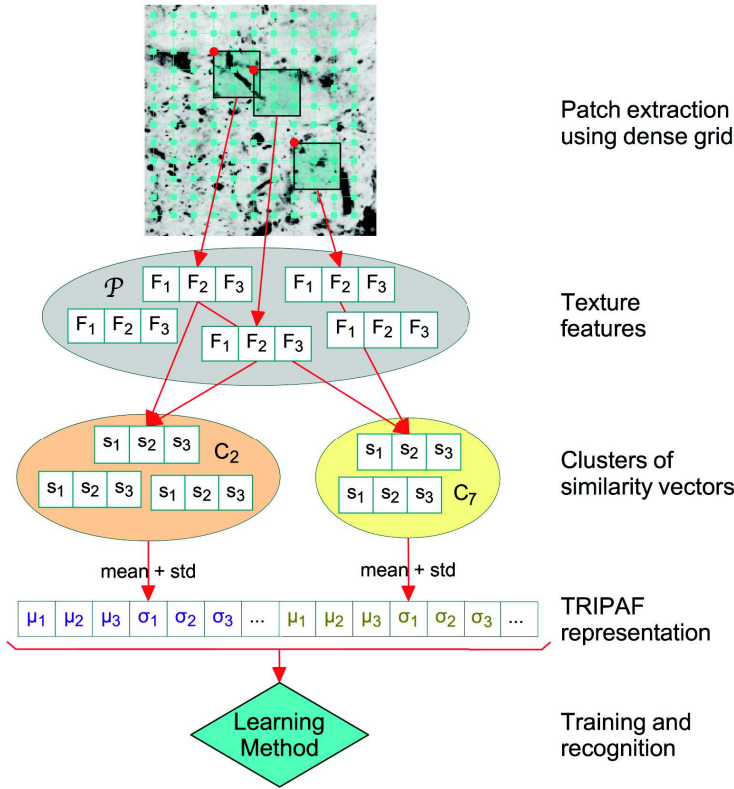 Patch extraction
using dense grid
𝒫
F₁ F₂ F₃
F₁ F₂ F₃
F₁ F₂ F₃
F₁ F₂ F₃
F₁ F₂ F₃
Texture
features
s₁ s₂ s₃
C₂
s₁ s₂ s₃
s₁ s₂ s₃
s₁ s₂ s₃
s₁ s₂ s₃
C₇
Clusters of
similarity vectors
mean + std
mean + std
μ₁ μ₂ μ₃ σ₁ σ₂ σ₃ ... μ₁ μ₂ μ₃ σ₁ σ₂ σ₃ ...
TRIPAF
representation
Learning
Method
Training and
recognition